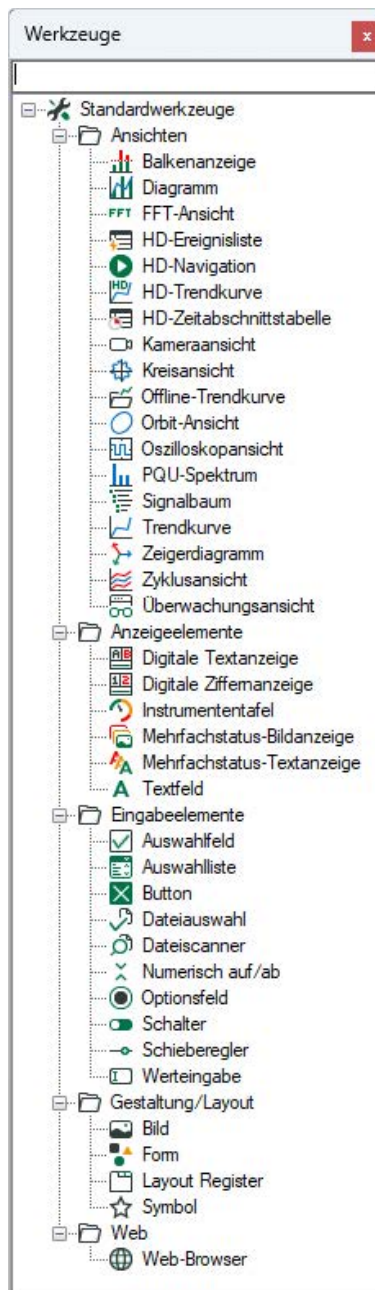 Werkzeuge
x
Standardwerkzeuge
Ansichten
Balkenanzeige
Diagramm
FFT FFT-Ansicht
HD-Ereignisliste
HD-Navigation
HD HD-Trendkurve
HD-Zeitabschnittstabelle
Kameraansicht
Kreisansicht
Offline-Trendkurve
Orbit-Ansicht
Oszilloskopansicht
PQU-Spektrum
Signalbaum
Trendkurve
Zeigerdiagramm
Zyklusansicht
Überwachungsansicht
Anzeigeelemente
AB Digitale Textanzeige
12 Digitale Ziffernanzeige
Instrumententafel
Mehrfachstatus-Bildanzeige
AA Mehrfachstatus-Textanzeige
A Textfeld
Eingabeelemente
Auswahlfeld
Auswahlliste
Button
Dateiauswahl
Dateiscanner
Numerisch auf/ab
Optionsfeld
Schalter
Schieberegler
Werteingabe
Gestaltung/Layout
Bild
Form
Layout Register
Symbol
Web
Web-Browser